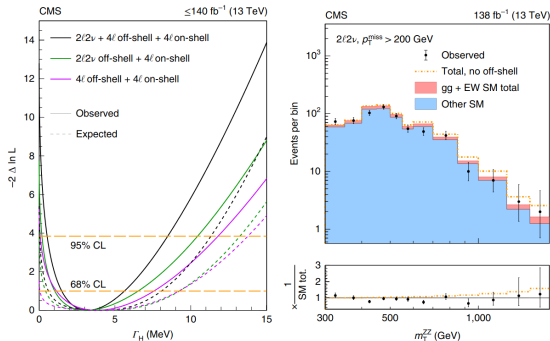 CMS
≤140 fb⁻¹ (13 TeV)
2ℓ2ν + 4ℓ off-shell + 4ℓ on-shell
2ℓ2ν off-shell + 4ℓ on-shell
4ℓ off-shell + 4ℓ on-shell
Observed
Expected
95% CL
68% CL
−2 Δ ln L
14
12
10
8
6
4
2
0
0
5
10
15
Γ_H (MeV)
CMS
138 fb⁻¹ (13 TeV)
2ℓ2ν, p_T^miss > 200 GeV
Observed
Total, no off-shell
gg + EW SM total
Other SM
Events per bin
10³
10²
10
1
× 1/SM tot.
3
2
1
0
300
500
1,000
m_T^ZZ (GeV)